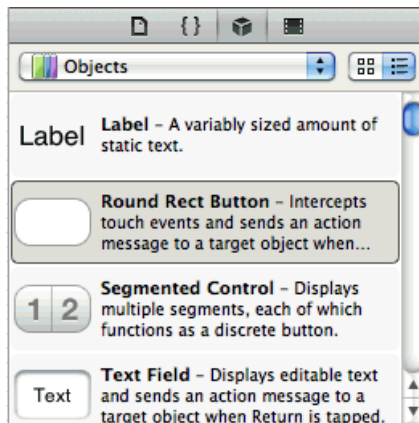 { }
Objects
Label
Label – A variably sized amount of
static text.
Round Rect Button – Intercepts
touch events and sends an action
message to a target object when...
1 2
Segmented Control – Displays
multiple segments, each of which
functions as a discrete button.
Text
Text Field – Displays editable text
and sends an action message to a
target object when Return is tapped.